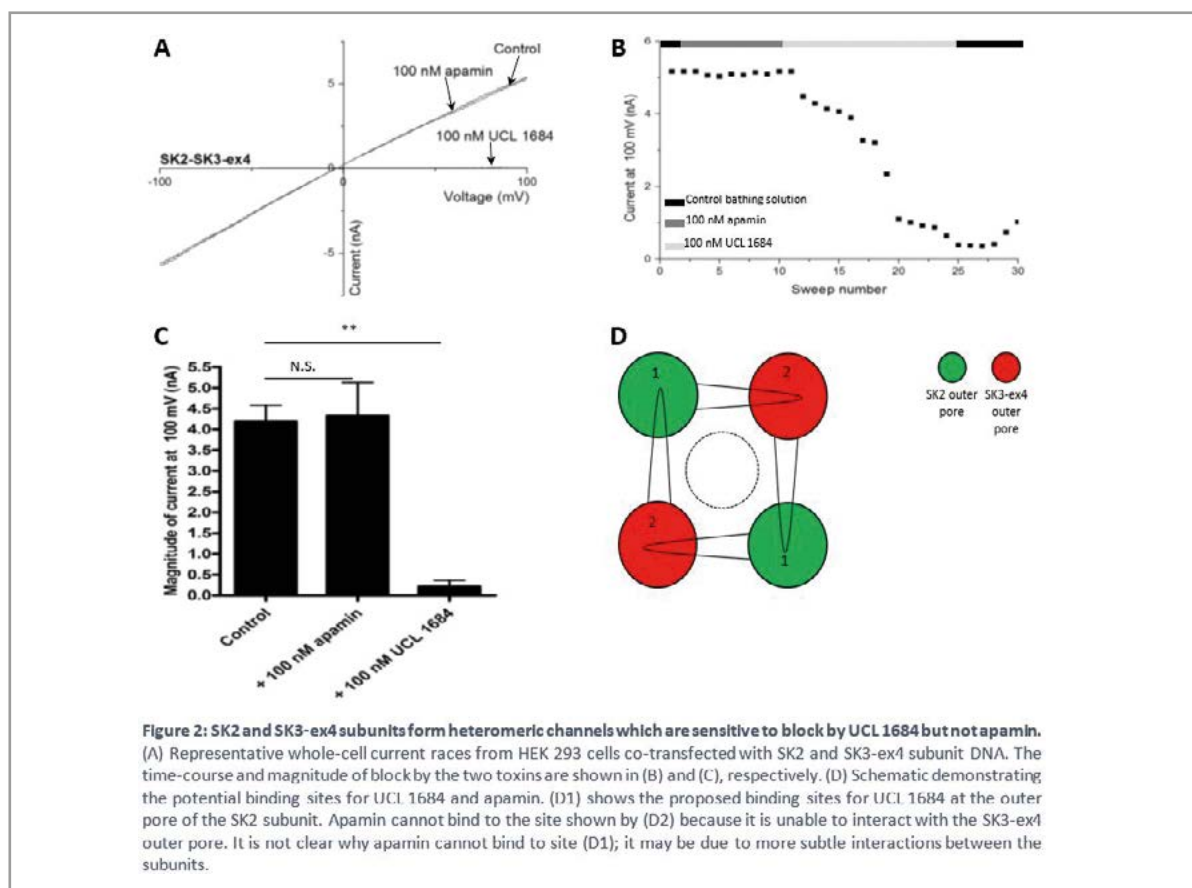 A
5
Control
100 nM apamin
100 nM UCL 1684
SK2-SK3-ex4
-100
0
0
100
Voltage (mV)
-5
Current (nA)
B
6
4
2
0
Current at 100 mV (nA)
Control bathing solution
100 nM apamin
100 nM UCL 1684
0
5
10
15
20
25
30
Sweep number
C
**
N.S.
5.5
5.0
4.5
4.0
3.5
3.0
2.5
2.0
1.5
1.0
0.5
0.0
Magnitude of current at 100 mV (nA)
Control
+ 100 nM apamin
+ 100 nM UCL 1684
D
1
2
2
1
SK2 outer
pore
SK3-ex4
outer
pore
Figure 2: SK2 and SK3-ex4 subunits form heteromeric channels which are sensitive to block by UCL 1684 but not apamin.
(A) Representative whole-cell current races from HEK 293 cells co-transfected with SK2 and SK3-ex4 subunit DNA. The
time-course and magnitude of block by the two toxins are shown in (B) and (C), respectively. (D) Schematic demonstrating
the potential binding sites for UCL 1684 and apamin. (D1) shows the proposed binding sites for UCL 1684 at the outer
pore of the SK2 subunit. Apamin cannot bind to the site shown by (D2) because it is unable to interact with the SK3-ex4
outer pore. It is not clear why apamin cannot bind to site (D1); it may be due to more subtle interactions between the
subunits.